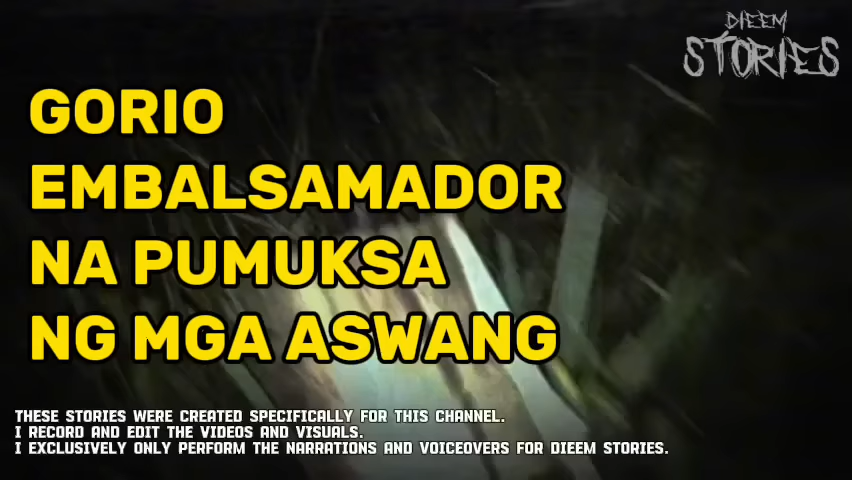 DIEEM
STORIES
GORIO
EMBALSAMADOR
NA PUMUKSA
NG MGA ASWANG
THESE STORIES WERE CREATED SPECIFICALLY FOR THIS CHANNEL.
I RECORD AND EDIT THE VIDEOS AND VISUALS.
I EXCLUSIVELY ONLY PERFORM THE NARRATIONS AND VOICEOVERS FOR DIEEM STORIES.